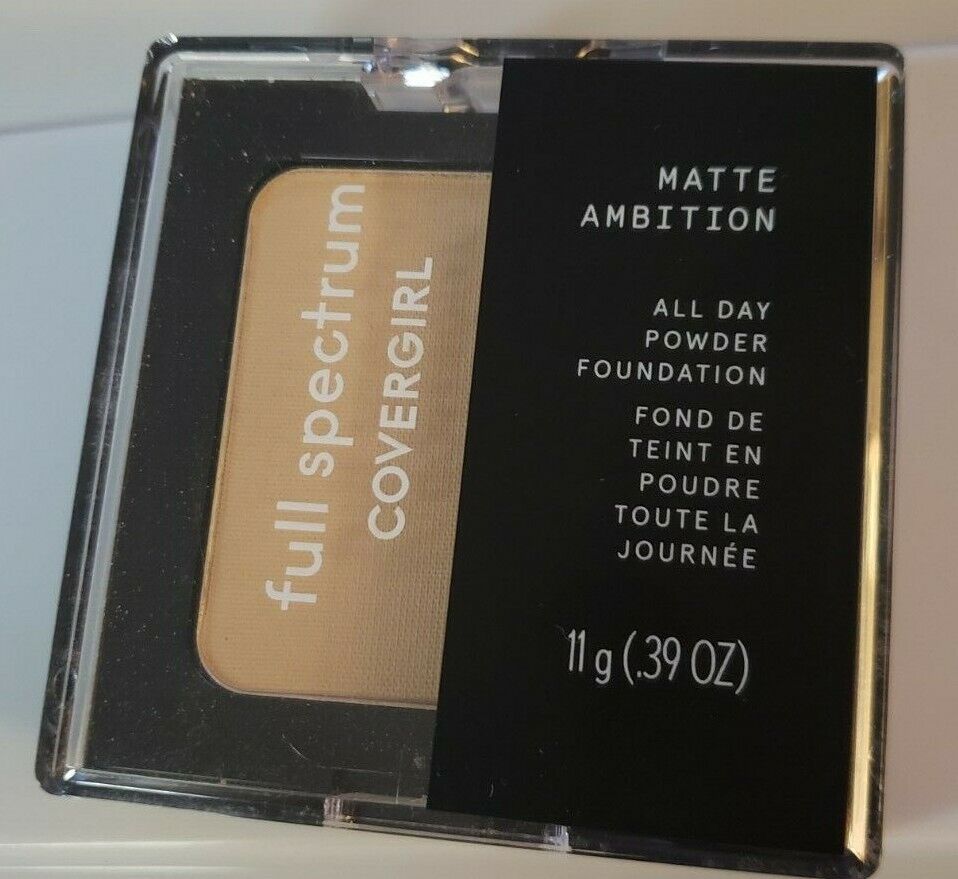 full spectrum
COVERGIRL
MATTE
AMBITION
ALL DAY
POWDER
FOUNDATION
FOND DE
TEINT EN
POUDRE
TOUTE LA
JOURNÉE
11 g (.39 OZ)